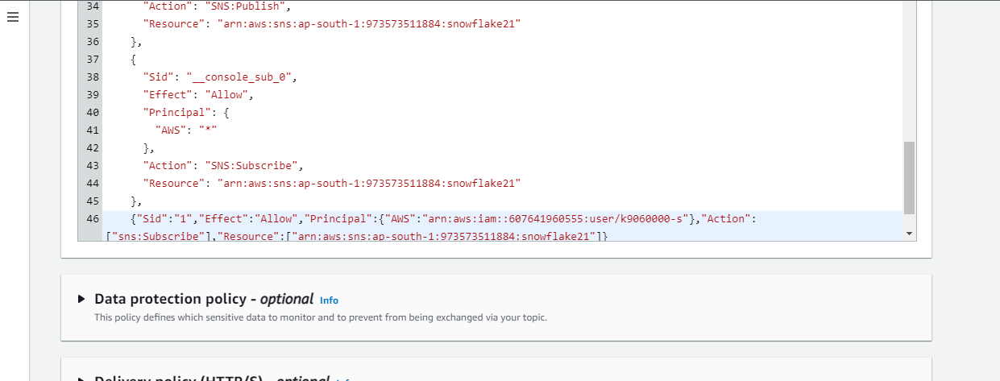 34 "Action": "SNS:Publish",
35 "Resource": "arn:aws:sns:ap-south-1:973573511884:snowflake21"
36 },
37 {
38 "Sid": "__console_sub_0",
39 "Effect": "Allow",
40 "Principal": {
41 "AWS": "*"
42 },
43 "Action": "SNS:Subscribe",
44 "Resource": "arn:aws:sns:ap-south-1:973573511884:snowflake21"
45 },
46 {"Sid":"1","Effect":"Allow","Principal":{"AWS":"arn:aws:iam::607641960555:user/k9060000-s"},"Action":
["sns:Subscribe"],"Resource":["arn:aws:sns:ap-south-1:973573511884:snowflake21"]}
Data protection policy - optional Info
This policy defines which sensitive data to monitor and to prevent from being exchanged via your topic.
Delivery policy (HTTP/S) - optional Info